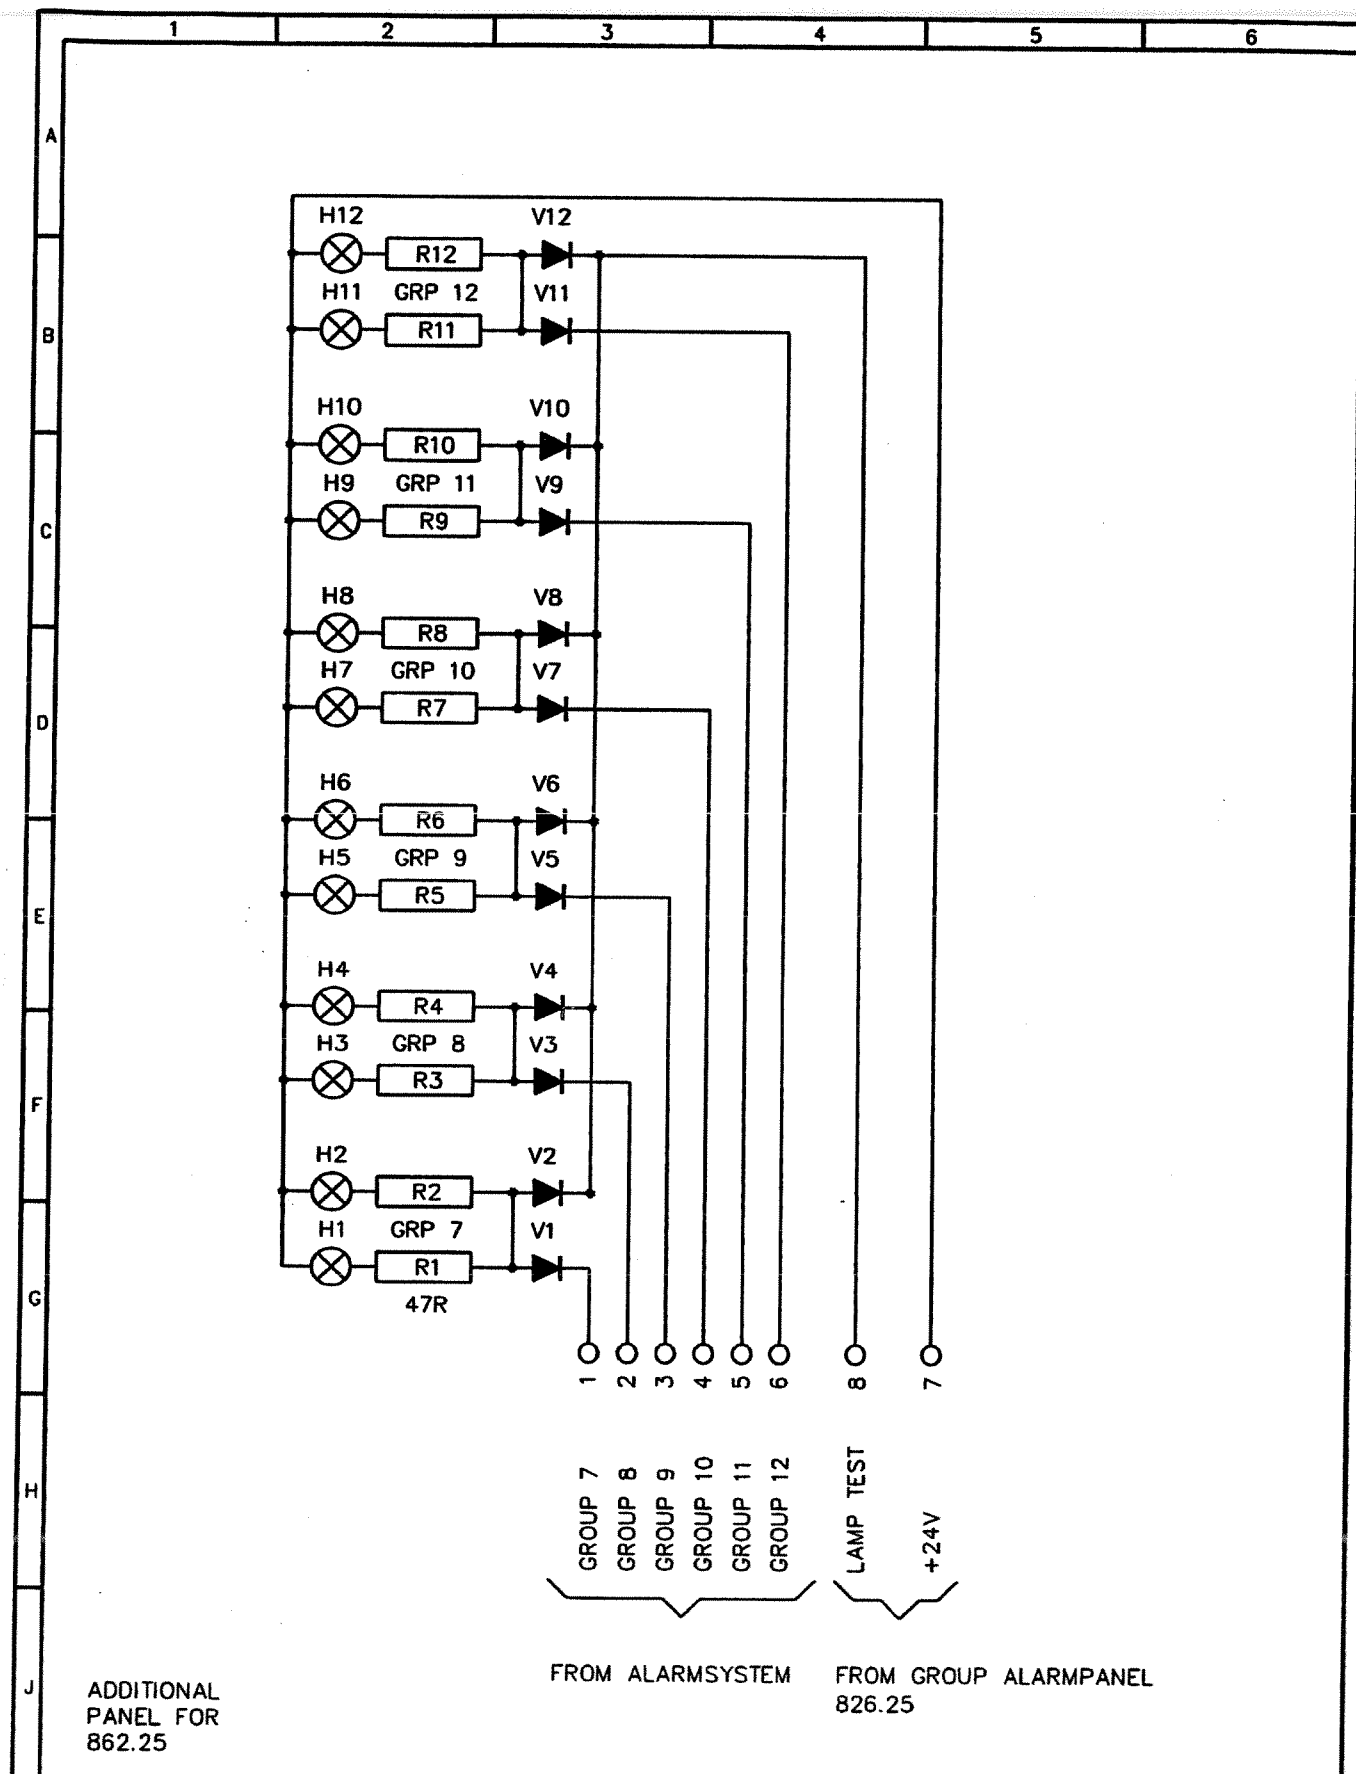 1 2 3 4 5 6
A
H12 V12
R12
H11 GRP 12 V11
B
R11
H10 V10
R10
H9 GRP 11 V9
C
R9
H8 V8
R8
H7 GRP 10 V7
D
R7
H6 V6
R6
H5 GRP 9 V5
R5
E
H4 V4
R4
H3 GRP 8 V3
R3
F
H2 V2
R2
H1 GRP 7 V1
R1
G
47R
1 2 3 4 5 6 8 7
H
GROUP 7
GROUP 8
GROUP 9
GROUP 10
GROUP 11
GROUP 12
LAMP TEST
+24V
J
FROM ALARMSYSTEM
FROM GROUP ALARMPANEL
826.25
ADDITIONAL
PANEL FOR
862.25